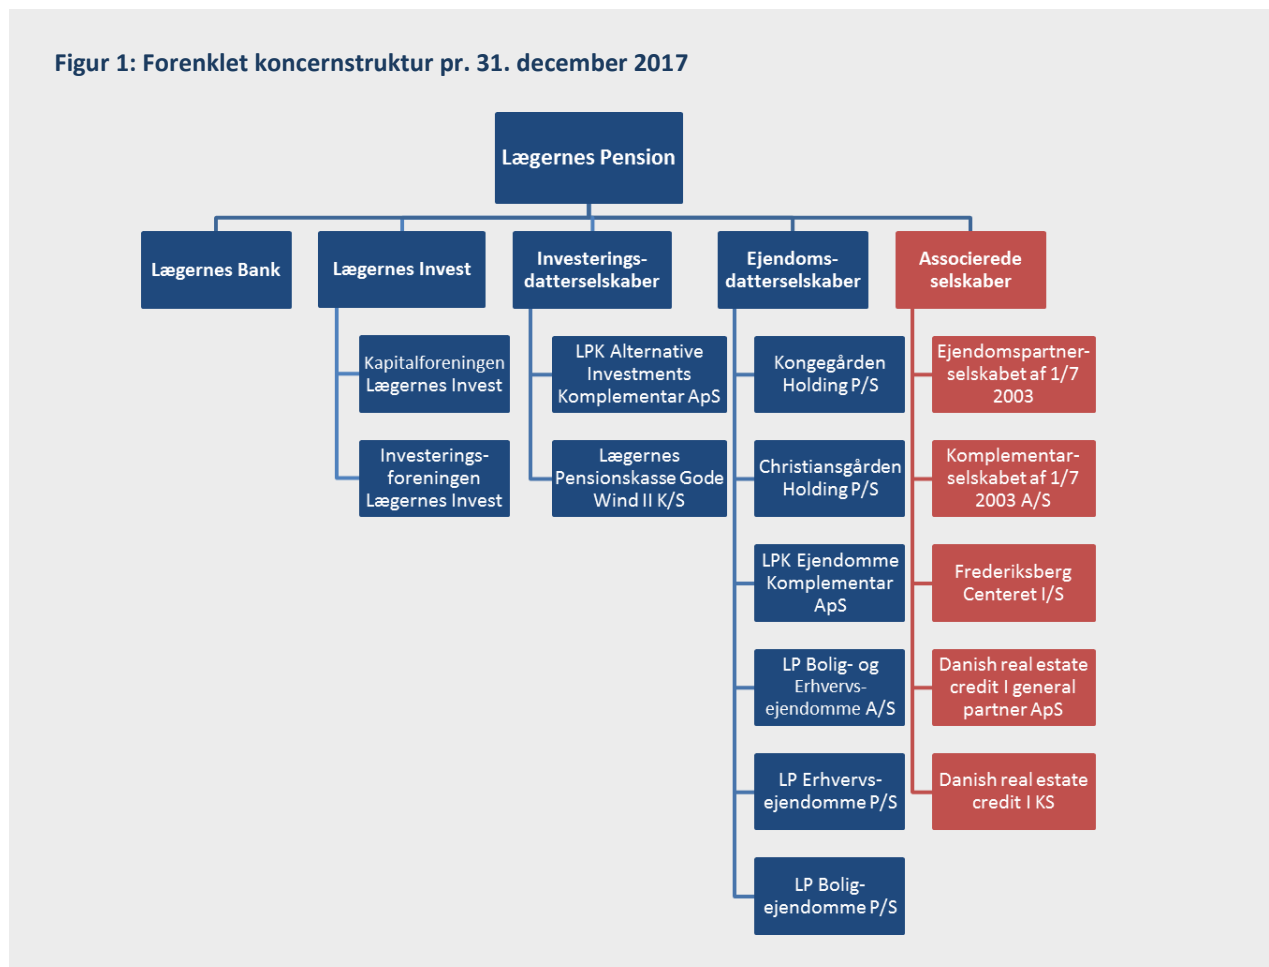 Figur 1: Forenklet koncernstruktur pr. 31. december 2017
Lægernes Pension
Lægernes Bank
Lægernes Invest
Kapitalforeningen
Lægernes Invest
Investerings-
foreningen
Lægernes Invest
Investerings-
datterselskaber
LPK Alternative
Investments
Komplementar ApS
Lægernes
Pensionskasse Gode
Wind II K/S
Ejendoms-
datterselskaber
Kongegården
Holding P/S
Christiansgården
Holding P/S
LPK Ejendomme
Komplementar
ApS
LP Bolig- og
Erhvervs-
ejendomme A/S
LP Erhvervs-
ejendomme P/S
LP Bolig-
ejendomme P/S
Associerede
selskaber
Ejendomspartner-
selskabet af 1/7
2003
Komplementar-
selskabet af 1/7
2003 A/S
Frederiksberg
Centeret I/S
Danish real estate
credit I general
partner ApS
Danish real estate
credit I KS